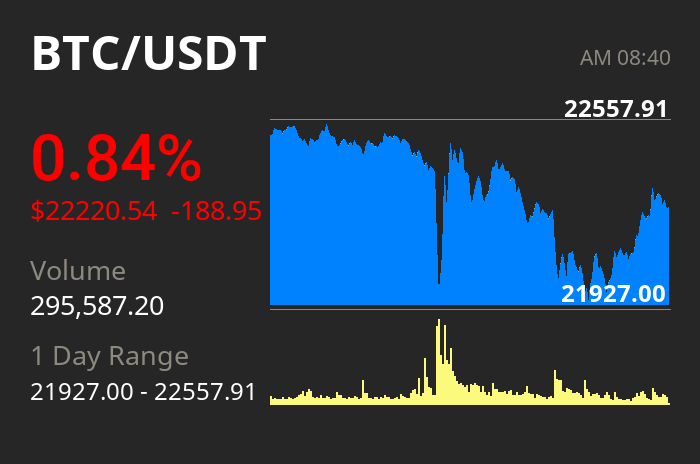 BTC/USDT
AM 08:40
22557.91
0.84%
$22220.54 -188.95
Volume
295,587.20
21927.00
1 Day Range
21927.00 - 22557.91